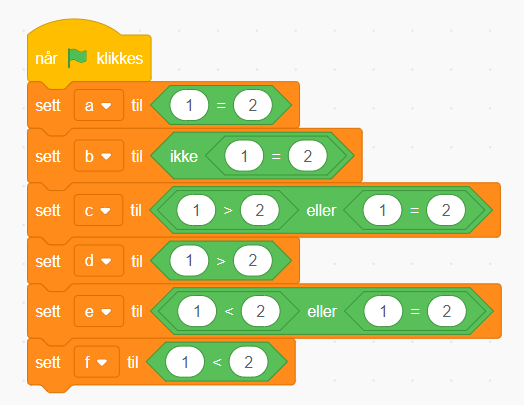 når klikkes
sett a til 1 = 2
sett b til ikke 1 = 2
sett c til 1 > 2 eller 1 = 2
sett d til 1 > 2
sett e til 1 < 2 eller 1 = 2
sett f til 1 < 2